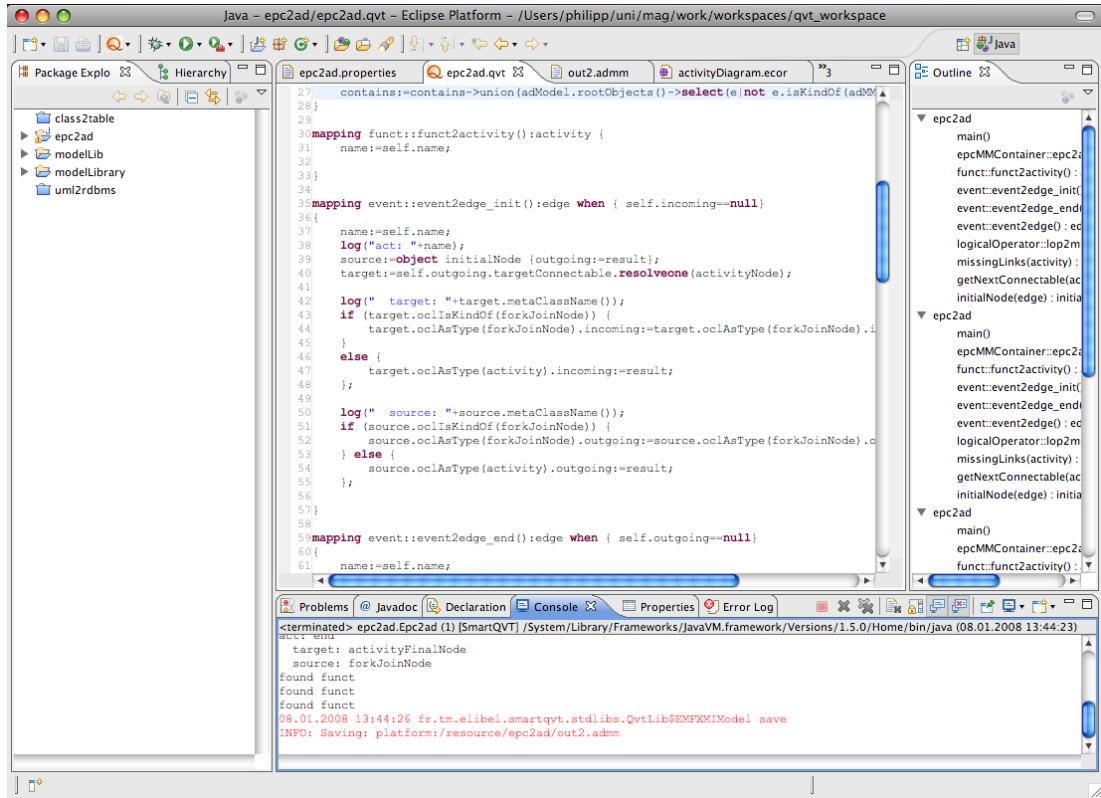 Java – epc2ad/epc2ad.qvt – Eclipse Platform – /Users/philipp/uni/mag/work/workspaces/qvt_workspace
Java
Package Explo
Hierarchy
class2table
epc2ad
modelLib
modelLibrary
uml2rdbms
epc2ad.properties
epc2ad.qvt
out2.admm
activityDiagram.ecor
»3
27 contains:=contains->union(adModel.rootObjects()->select(e|not e.isKindOf(adMM
28 }
29
30 mapping funct::funct2activity():activity {
31 name:=self.name;
32
33 }
34
35 mapping event::event2edge_init():edge when { self.incoming==null}
36 {
37 name:=self.name;
38 log("act: "+name);
39 source:=object initialNode {outgoing:=result};
40 target:=self.outgoing.targetConnectable.resolveone(activityNode);
41
42 log("  target: "+target.metaClassName());
43 if (target.oclIsKindOf(forkJoinNode)) {
44 target.oclAsType(forkJoinNode).incoming:=target.oclAsType(forkJoinNode).i
45 }
46 else {
47 target.oclAsType(activity).incoming:=result;
48 };
49
50 log("  source: "+source.metaClassName());
51 if (source.oclIsKindOf(forkJoinNode)) {
52 source.oclAsType(forkJoinNode).outgoing:=source.oclAsType(forkJoinNode).o
53 } else {
54 source.oclAsType(activity).outgoing:=result;
55 };
56
57 }
58
59 mapping event::event2edge_end():edge when { self.outgoing==null}
60 {
61 name:=self.name;
Outline
epc2ad
main()
epcMMContainer::epc2a
funct::funct2activity() : .
event::event2edge_init(
event::event2edge_end(
event::event2edge() : ed
logicalOperator::lop2m
missingLinks(activity) :
getNextConnectable(ac
initialNode(edge) : initia
epc2ad
main()
epcMMContainer::epc2a
funct::funct2activity() : .
event::event2edge_init(
event::event2edge_end(
event::event2edge() : ed
logicalOperator::lop2m
missingLinks(activity) :
getNextConnectable(ac
initialNode(edge) : initia
epc2ad
main()
epcMMContainer::epc2a
funct::funct2activity() : .
Problems
Javadoc
Declaration
Console
Properties
Error Log
<terminated> epc2ad.Epc2ad (1) [SmartQVT] /System/Library/Frameworks/JavaVM.framework/Versions/1.5.0/Home/bin/java (08.01.2008 13:44:23)
act: end
target: activityFinalNode
source: forkJoinNode
found funct
found funct
found funct
08.01.2008 13:44:26 fr.tm.elibel.smartqvt.stdlibs.QvtLib$EMFXMIModel save
INFO: Saving: platform:/resource/epc2ad/out2.admm